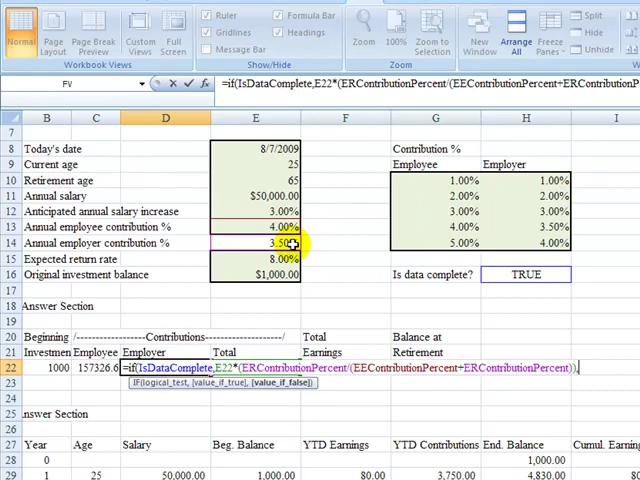 Normal Page Layout Page Break Preview Custom Views Full Screen
Ruler Formula Bar
Gridlines Headings
Message Bar
Zoom 100% Zoom to Selection
New Window Arrange All Freeze Panes
Split
Hide
Unhide
Workbook Views Show/Hide Zoom
PV =if(IsDataComplete,E22*(ERContributionPercent/(EEContributionPercent+ERContributionP
B C D E F G H I
7
8 Today's date 8/7/2009 Contribution %
9 Current age 25 Employee Employer
10 Retirement age 65 1.00% 1.00%
11 Annual salary $50,000.00 2.00% 2.00%
12 Anticipated annual salary increase 3.00% 3.00% 3.00%
13 Annual employee contribution % 4.00% 4.00% 3.50%
14 Annual employer contribution % 3.50% 5.00% 4.00%
15 Expected return rate 8.00%
16 Original investment balance $1,000.00 Is data complete? TRUE
17
18 Answer Section
19
20 Beginning /------------------Contributions------------------/ Total Balance at
21 Investmen Employee Employer Total Earnings Retirement
22 1000 157326.6 =if(IsDataComplete,E22*(ERContributionPercent/(EEContributionPercent+ERContributionPercent)),
23 IF(logical_test, [value_if_true], [value_if_false])
24
25 Answer Section
26
27 Year Age Salary Beg. Balance YTD Earnings YTD Contributions End. Balance Cumul. Earning
28 0 1,000.00
29 1 25 50,000.00 1,000.00 80.00 3,750.00 4,830.00 80.0